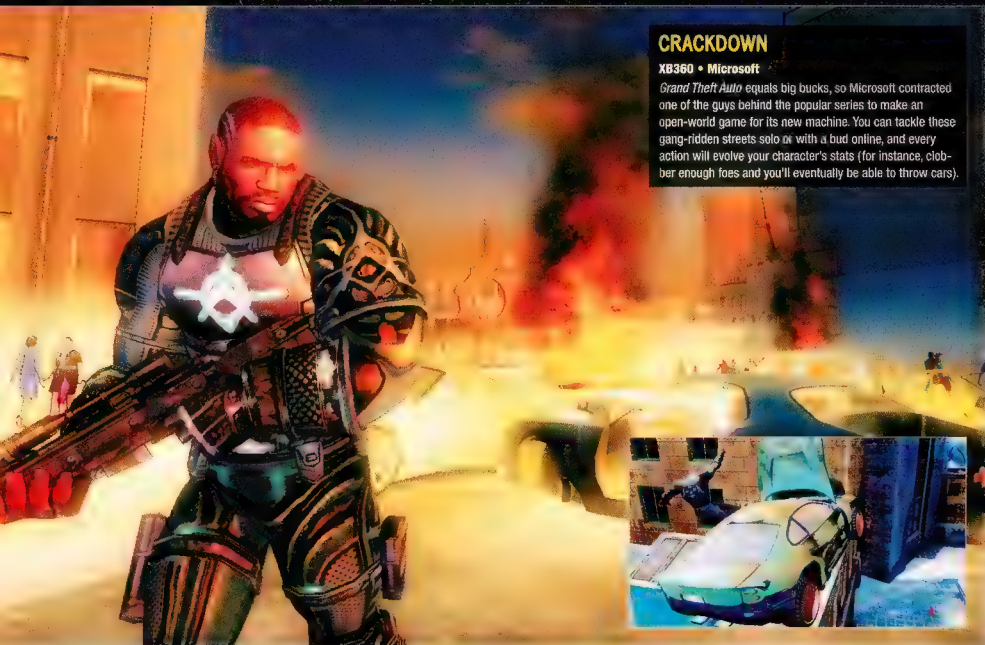 CRACKDOWN
XB360 • Microsoft
Grand Theft Auto equals big bucks, so Microsoft contracted
one of the guys behind the popular series to make an
open-world game for its new machine. You can tackle these
gang-ridden streets solo or with a bud online, and every
action will evolve your character's stats (for instance, clob-
ber enough foes and you'll eventually be able to throw cars).